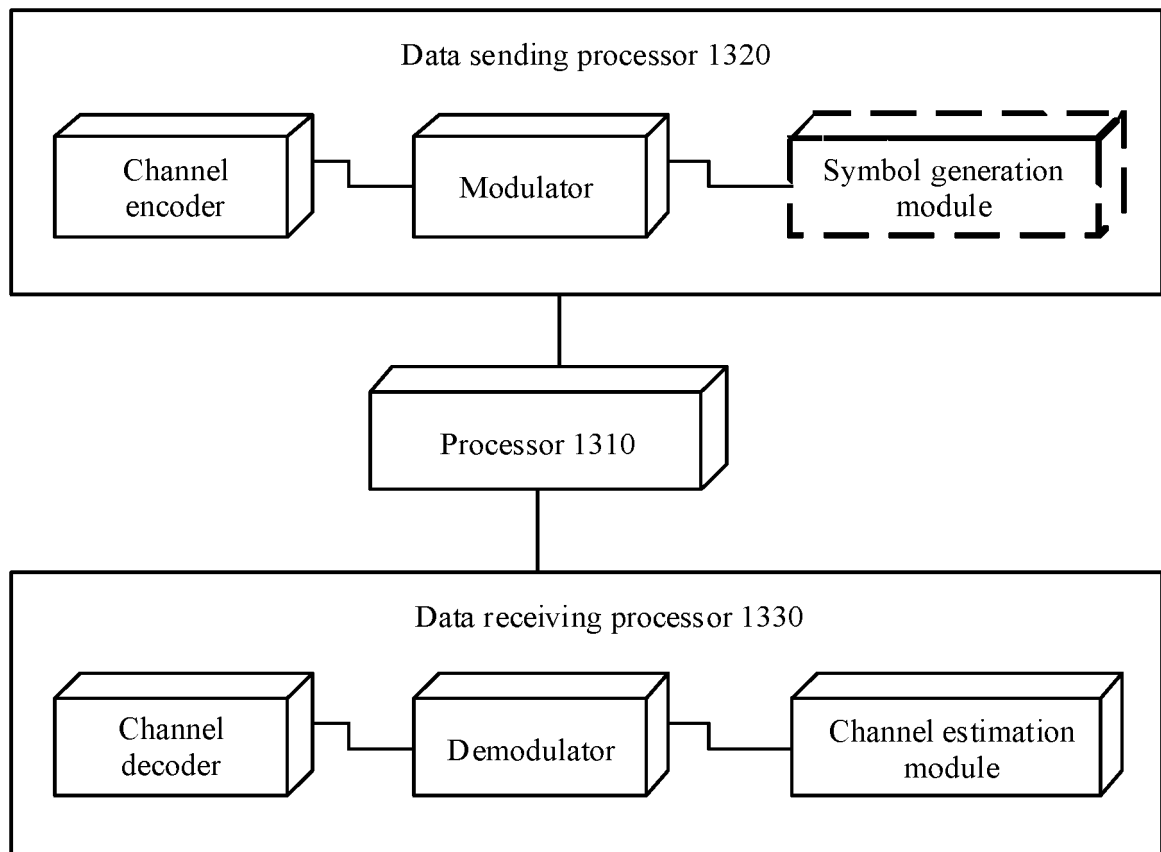 Data sending processor 1320
Channel
encoder
Modulator
Symbol generation
module
Processor 1310
Data receiving processor 1330
Channel
decoder
Demodulator
Channel estimation
module